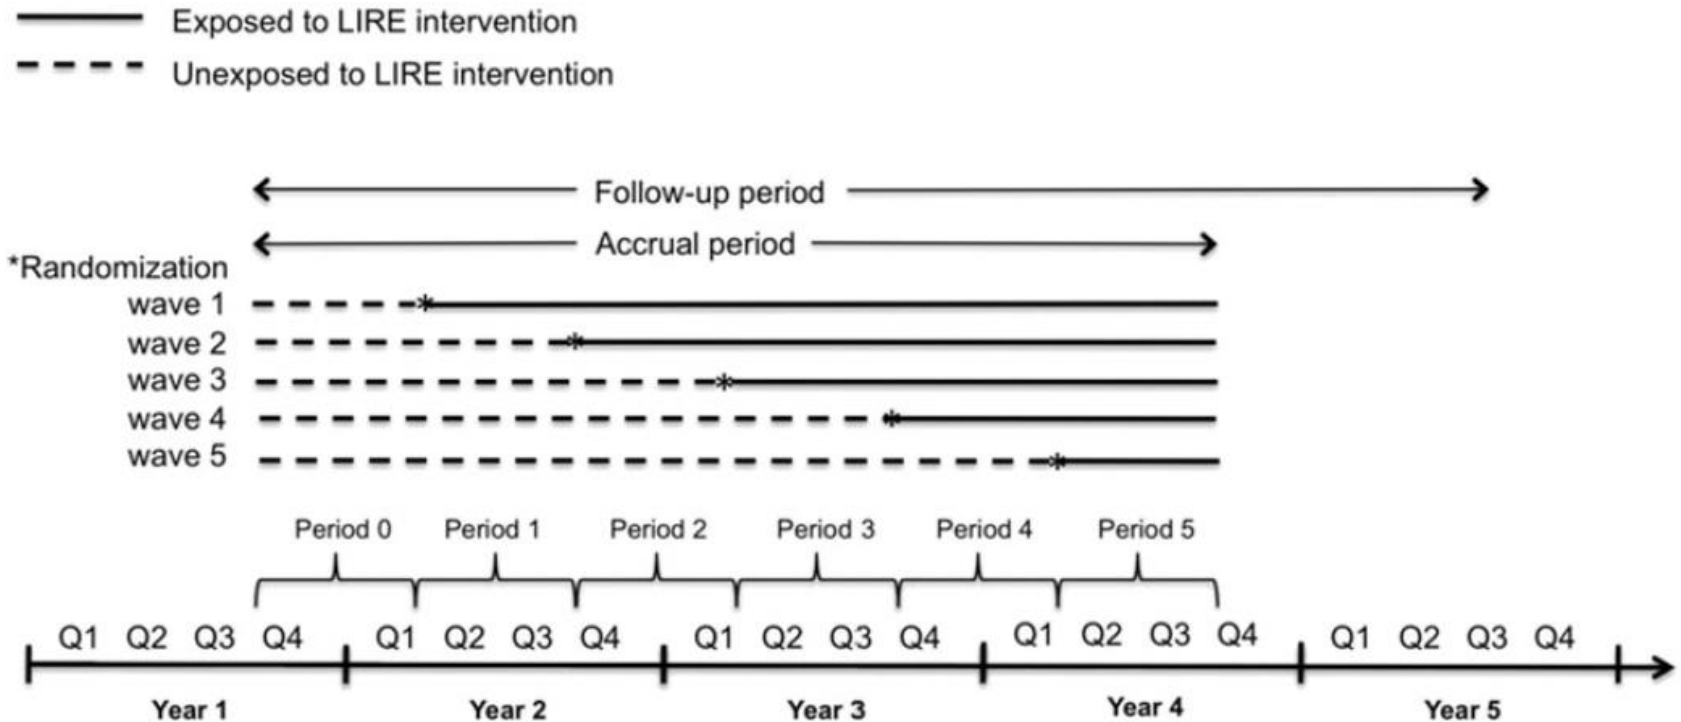 Exposed to LIRE intervention
Unexposed to LIRE intervention
Follow-up period
Accrual period
*Randomization
wave 1
wave 2
wave 3
wave 4
wave 5
Period 0 Period 1 Period 2 Period 3 Period 4 Period 5
Q1 Q2 Q3 Q4 Q1 Q2 Q3 Q4 Q1 Q2 Q3 Q4 Q1 Q2 Q3 Q4 Q1 Q2 Q3 Q4
Year 1 Year 2 Year 3 Year 4 Year 5